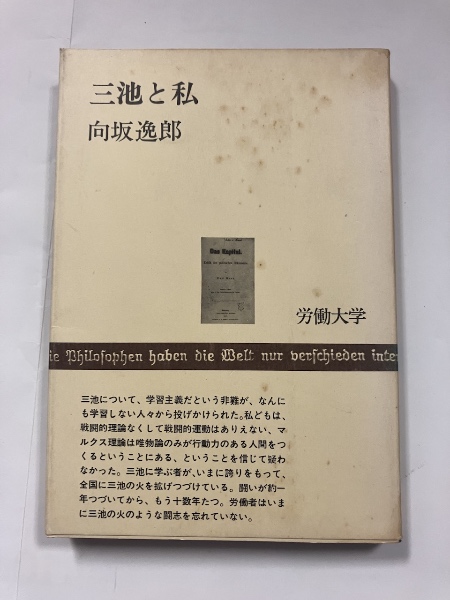 三池と私
向坂逸郎
Das Kapital.
労働大学
ie Philosophen haben die Welt nur verschieden inter
三池について、学習主義だという非難が、なんに
も学習しない人々から投げかけられた。私どもは、
戦闘的理論なくして戦闘的運動はありえない、マ
ルクス理論は唯物論のみが行動力のある人間をつ
くるということにある、ということを信じて疑わ
なかった。三池に学ぶ者が、いまに誇りをもって、
全国に三池の火を拡げつづけている。闘いが約一
年つづいてから、もう十数年たつ。労働者はいま
に三池の火のような闘志を忘れていない。